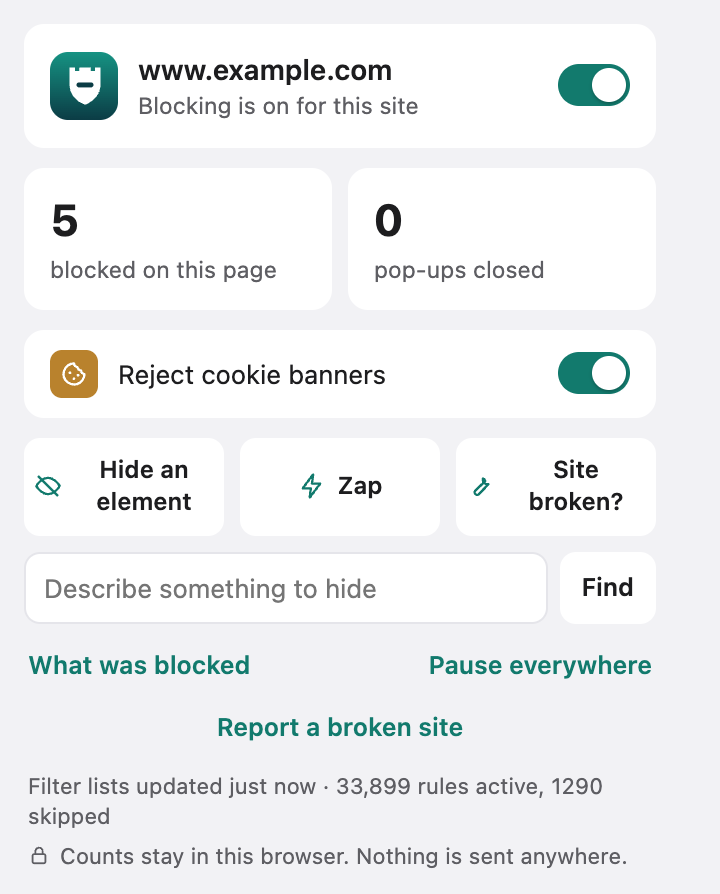 www.example.com
Blocking is on for this site
5
blocked on this page
0
pop-ups closed
Reject cookie banners
Hide an
element
Zap
Site
broken?
Describe something to hide
Find
What was blocked
Pause everywhere
Report a broken site
Filter lists updated just now · 33,899 rules active, 1290
skipped
Counts stay in this browser. Nothing is sent anywhere.